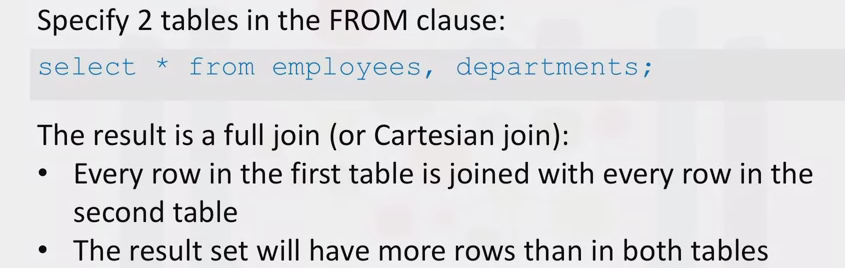 Specify 2 tables in the FROM clause:
select * from employees, departments;
The result is a full join (or Cartesian join):
• Every row in the first table is joined with every row in the
second table
• The result set will have more rows than in both tables